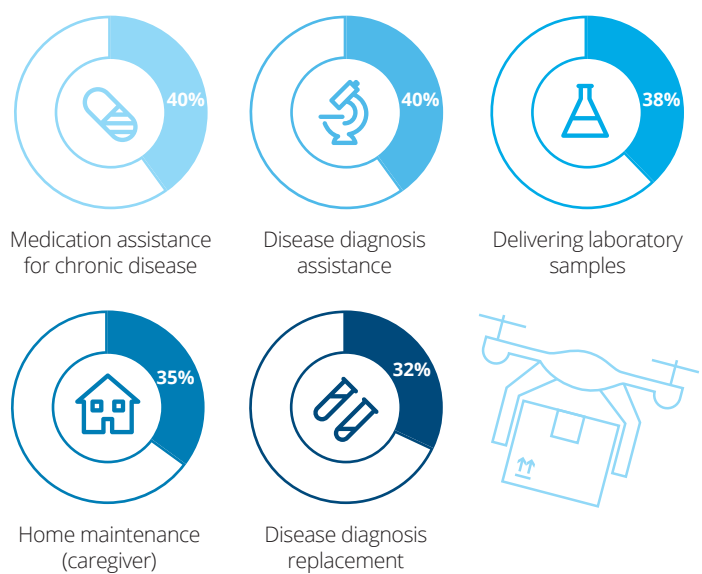 40%
40%
38%
Medication assistance
for chronic disease
Disease diagnosis
assistance
Delivering laboratory
samples
35%
32%
Home maintenance
(caregiver)
Disease diagnosis
replacement